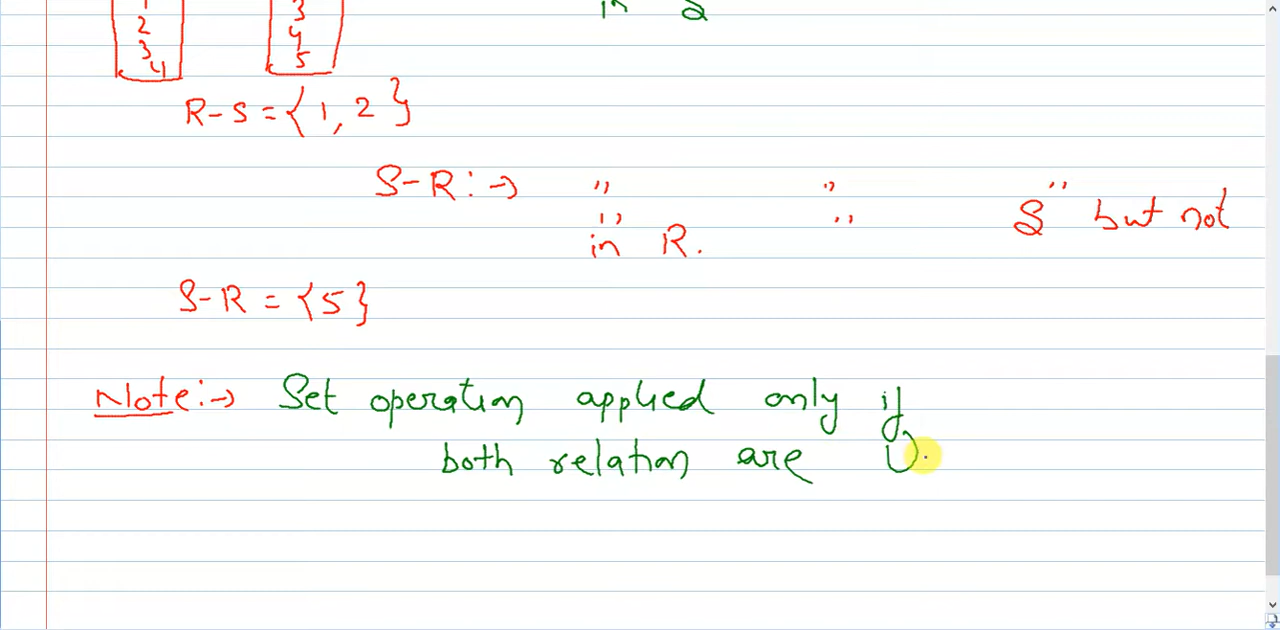 in S
2 3
3 4
4 5
R-S = {1, 2}
S-R :→ " " "
" " S but not
in R.
S-R = {5}
Note:→ Set operation applied only if
both relation are U